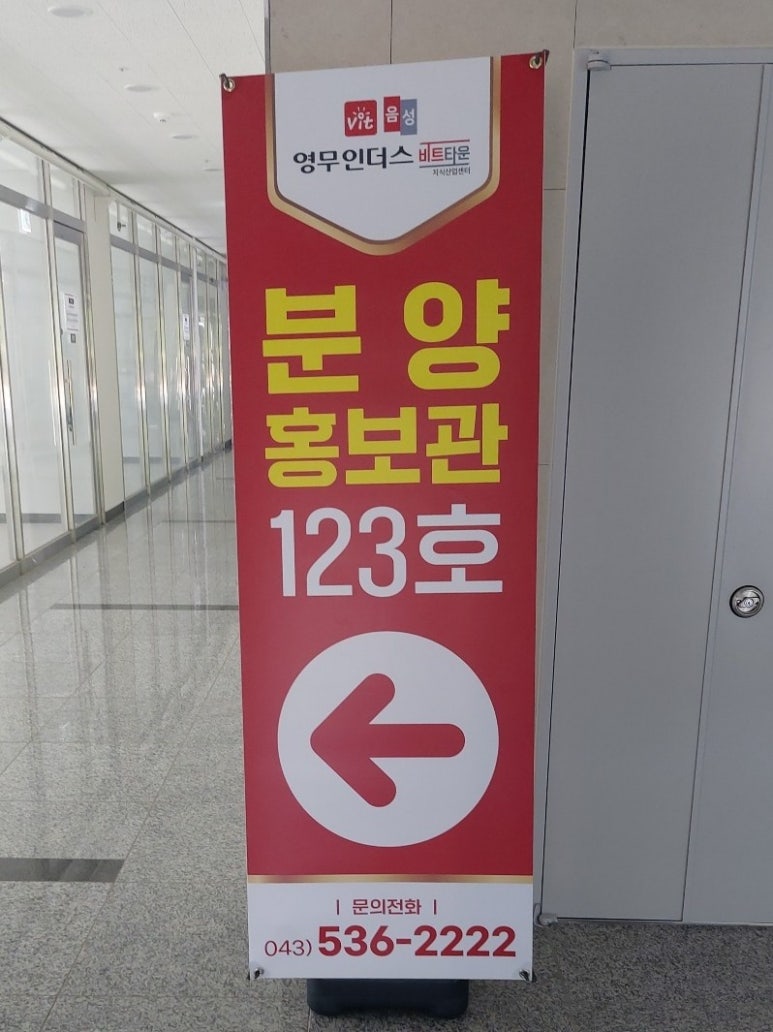 Vit 음성
영무인더스 비트타운
지식산업센터
분양
홍보관
123호
| 문의전화 |
043) 536-2222